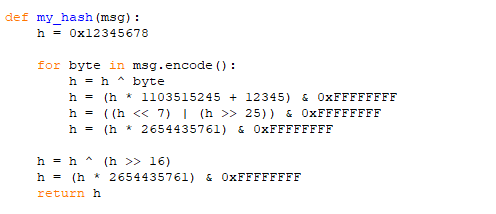 def my_hash(msg):
    h = 0x12345678

    for byte in msg.encode():
        h = h ^ byte
        h = (h * 1103515245 + 12345) & 0xFFFFFFFF
        h = ((h << 7) | (h >> 25)) & 0xFFFFFFFF
        h = (h * 2654435761) & 0xFFFFFFFF

    h = h ^ (h >> 16)
    h = (h * 2654435761) & 0xFFFFFFFF
    return h